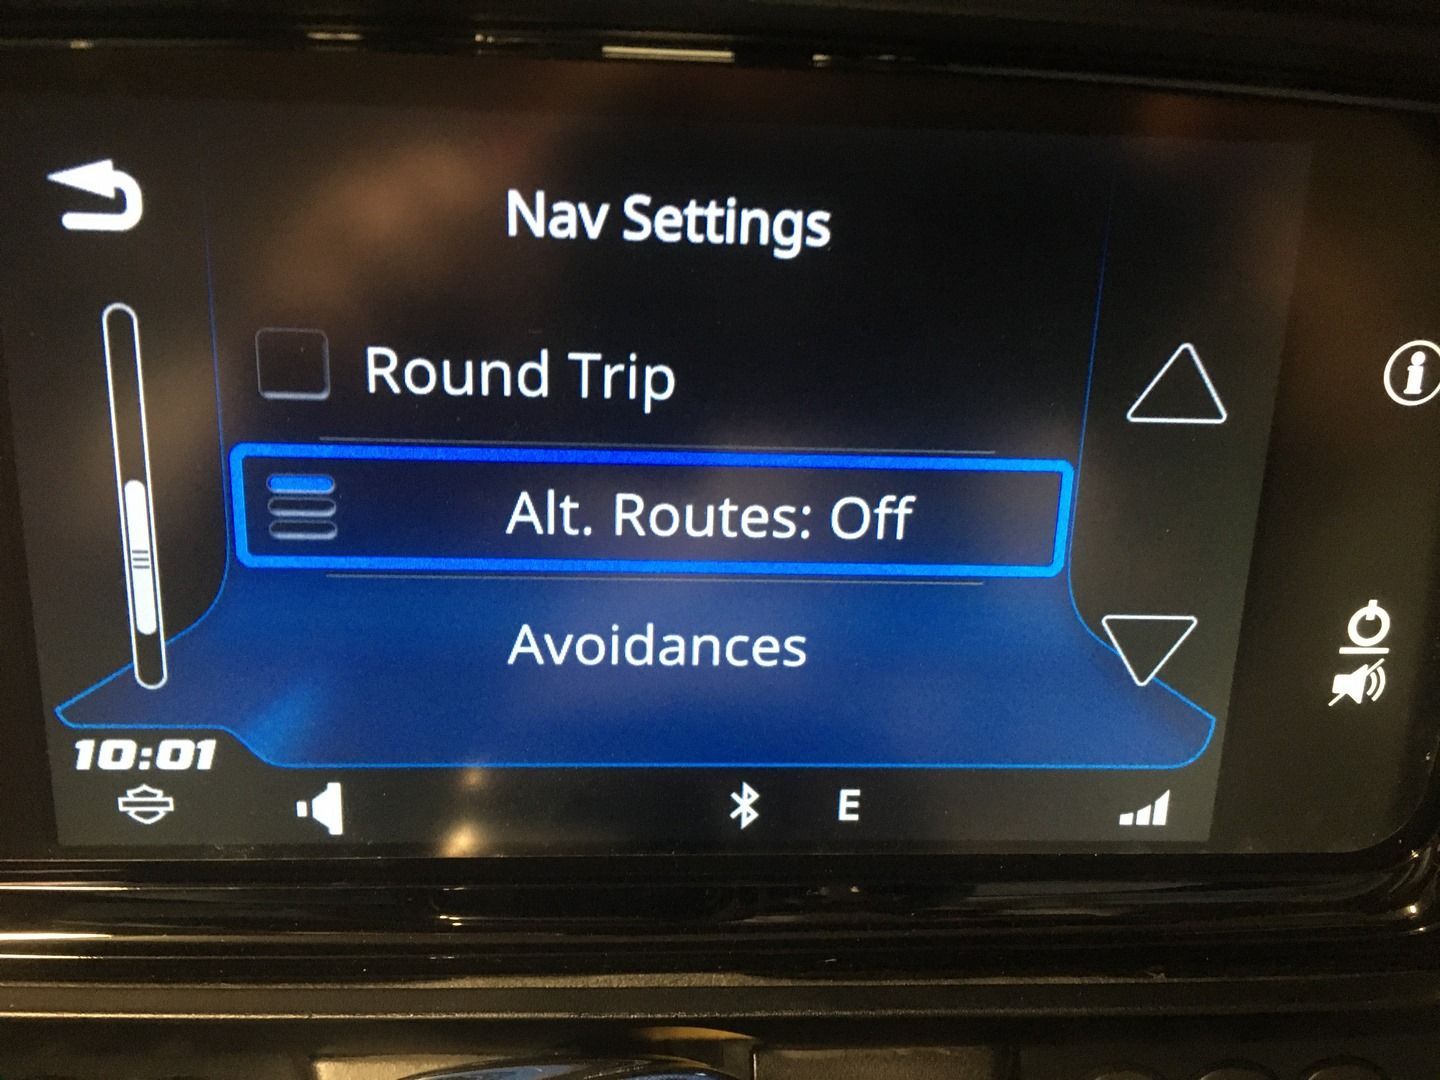 Nav Settings
Round Trip
Alt. Routes: Off
Avoidances
10:01
E